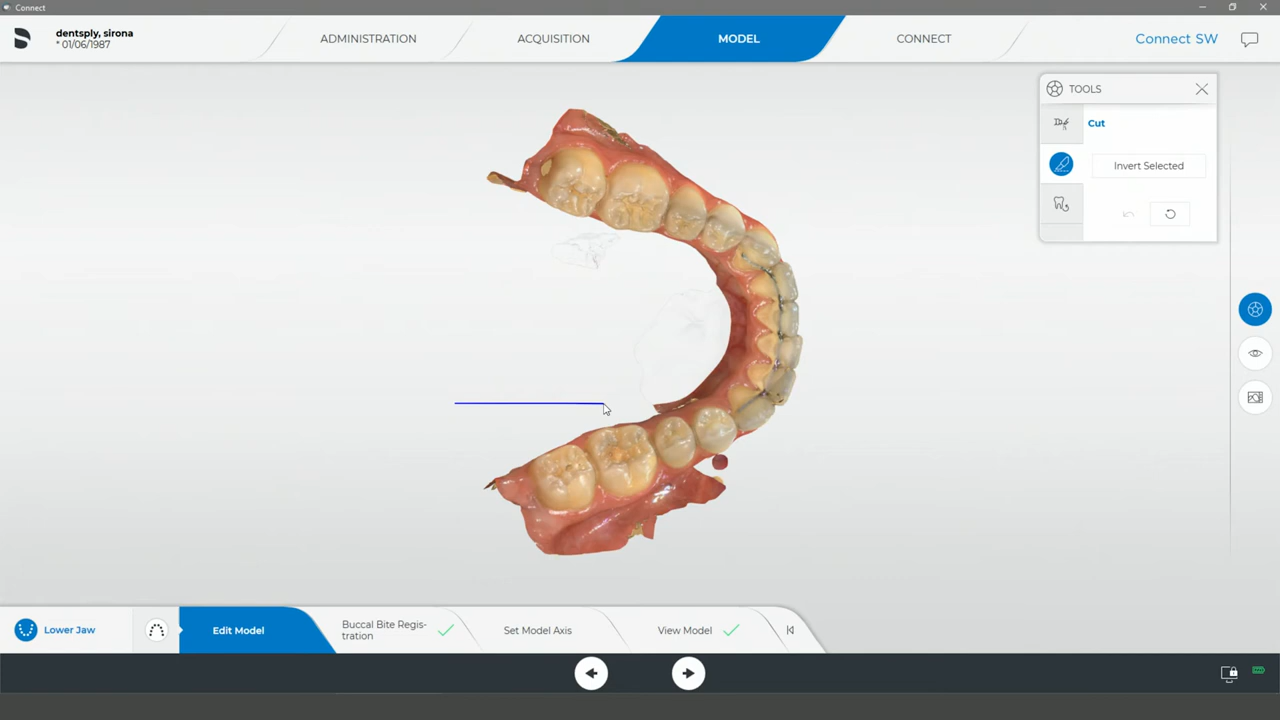 Connect
dentsply, sirona
* 01/06/1987
ADMINISTRATION
ACQUISITION
MODEL
CONNECT
Connect SW
TOOLS
Cut
Invert Selected
Lower Jaw
Edit Model
Buccal Bite Regis-
tration
Set Model Axis
View Model